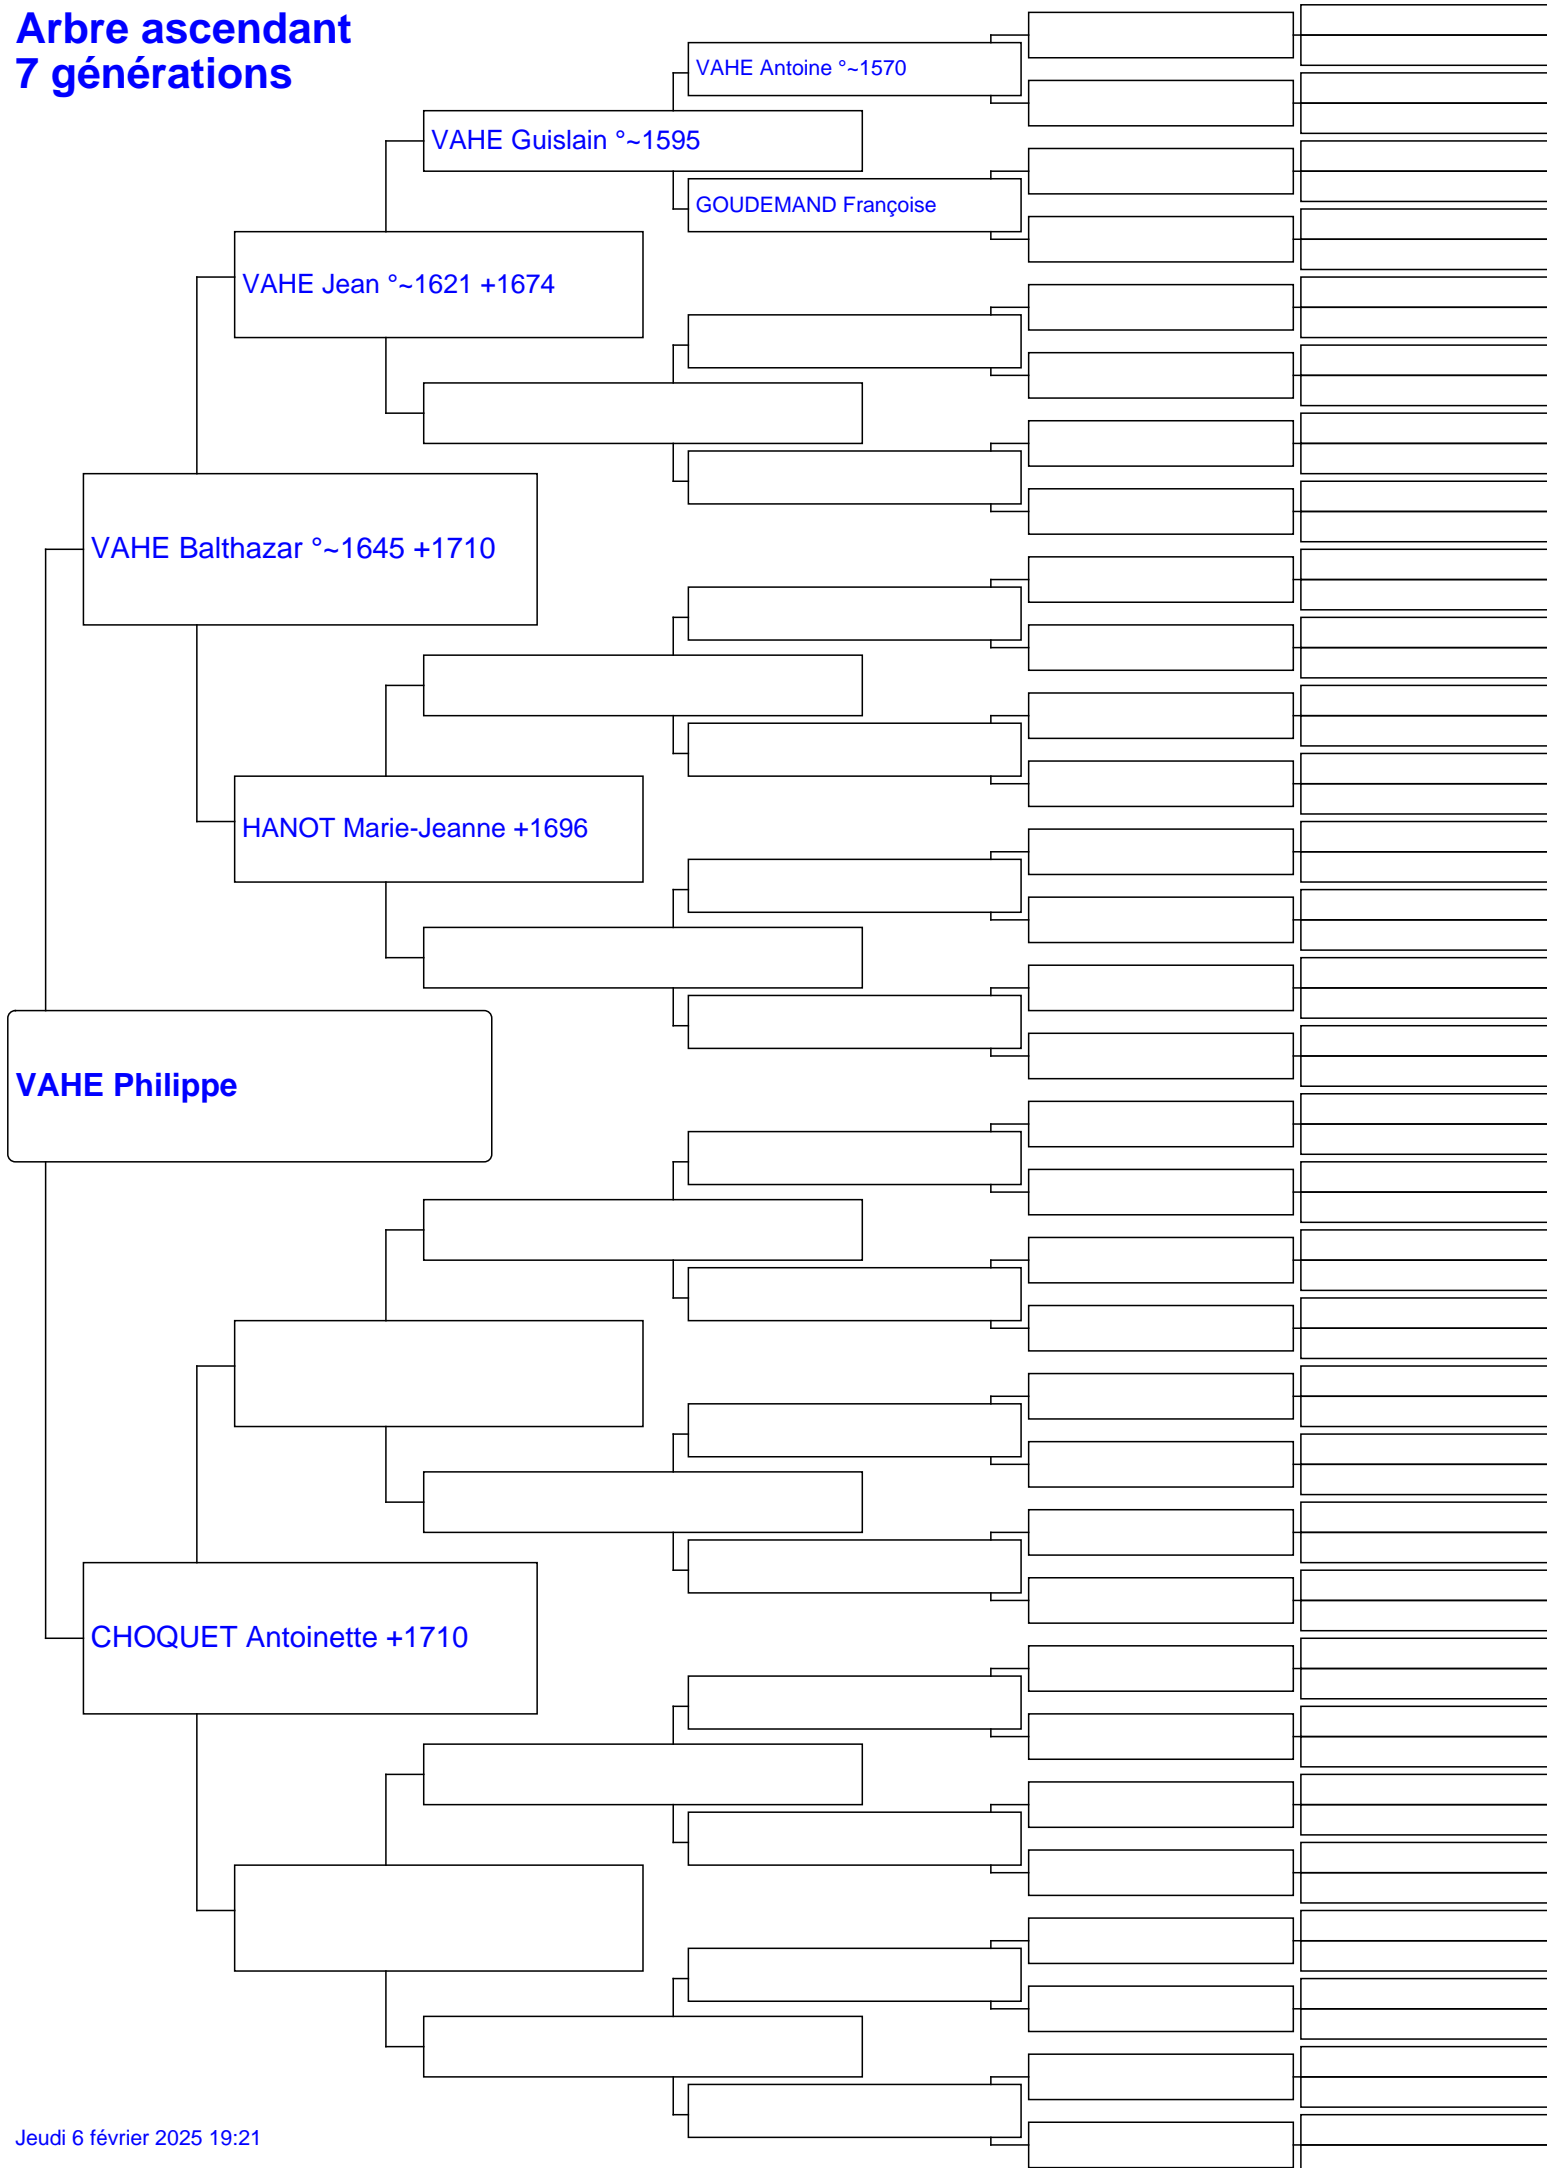 Arbre ascendant
7 générations
VAHE Antoine °~1570
VAHE Guislain °~1595
GOUDEMAND Françoise
VAHE Jean °~1621 +1674
VAHE Balthazar °~1645 +1710
HANOT Marie-Jeanne +1696
VAHE Philippe
CHOQUET Antoinette +1710
Jeudi 6 février 2025 19:21